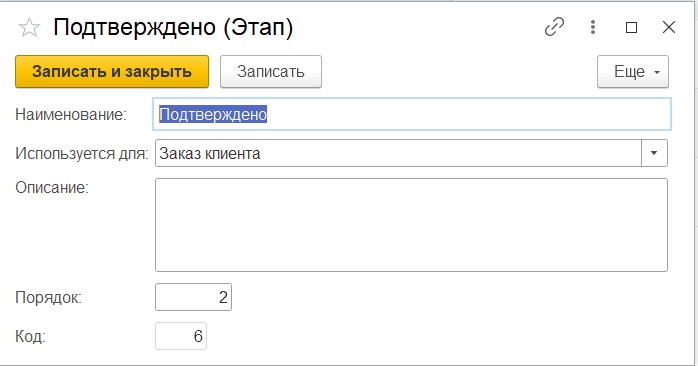 Подтверждено (Этап)
Записать и закрыть Записать Еще
Наименование: Подтверждено
Используется для: Заказ клиента
Описание:
Порядок: 2
Код: 6